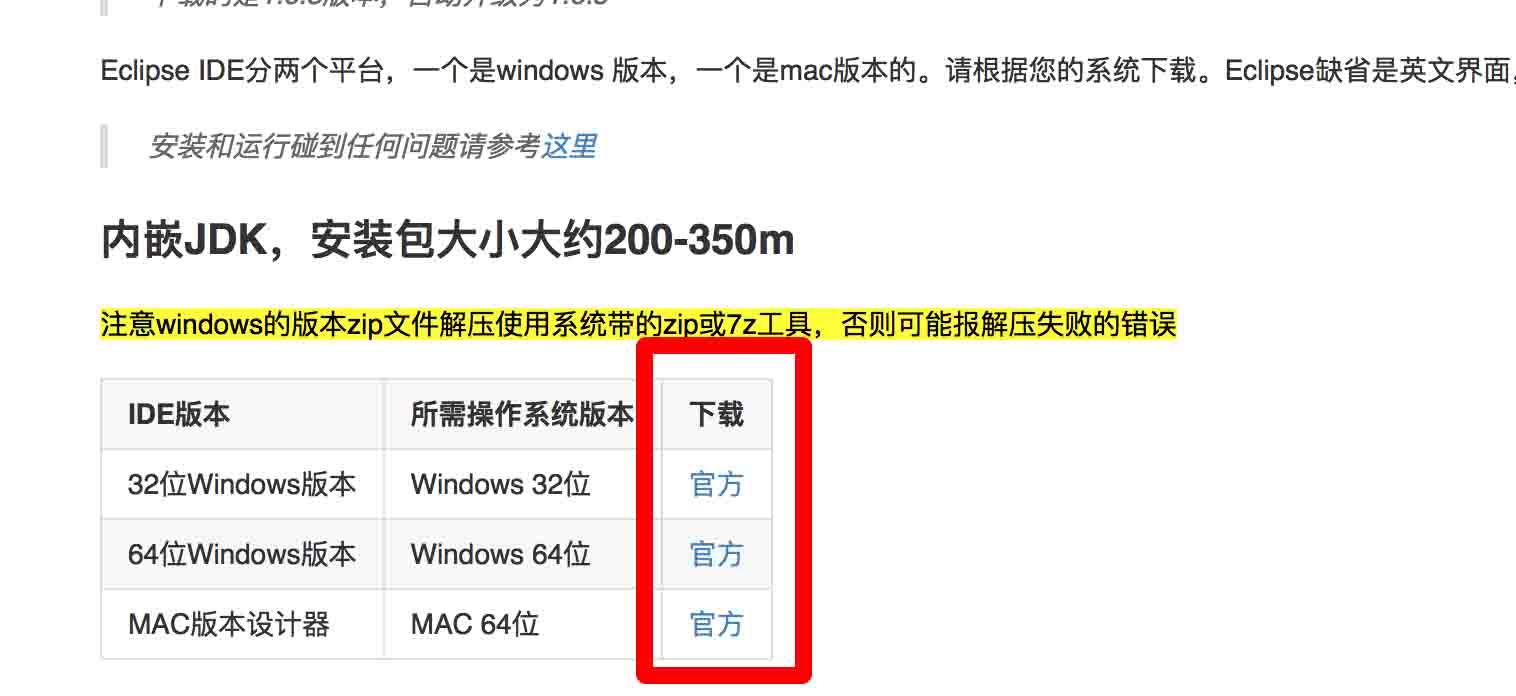 Eclipse IDE分两个平台，一个是windows 版本，一个是mac版本的。请根据您的系统下载。Eclipse缺省是英文界面，
安装和运行碰到任何问题请参考这里
内嵌JDK，安装包大小大约200-350m
注意windows的版本zip文件解压使用系统带的zip或7z工具，否则可能报解压失败的错误
IDE版本 所需操作系统版本 下载
32位Windows版本 Windows 32位 官方
64位Windows版本 Windows 64位 官方
MAC版本设计器 MAC 64位 官方